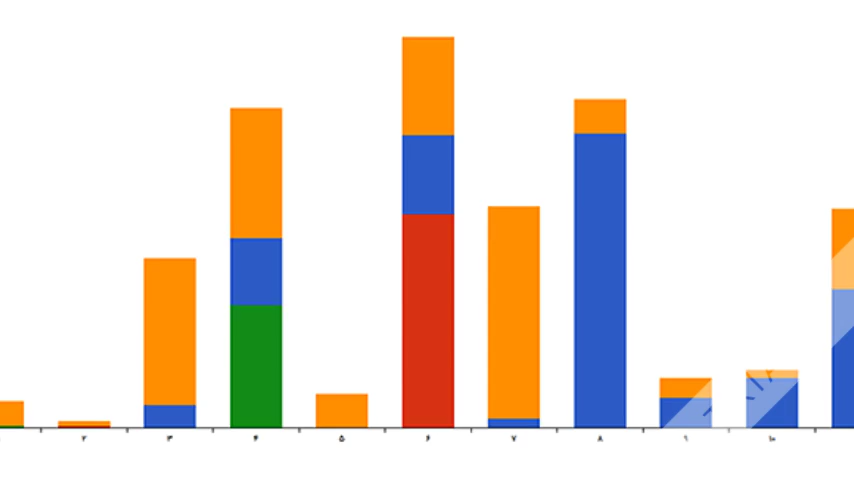 ۲ ۳ ۴ ۵ ۶ ۷ ۸ ۹ ۱۰